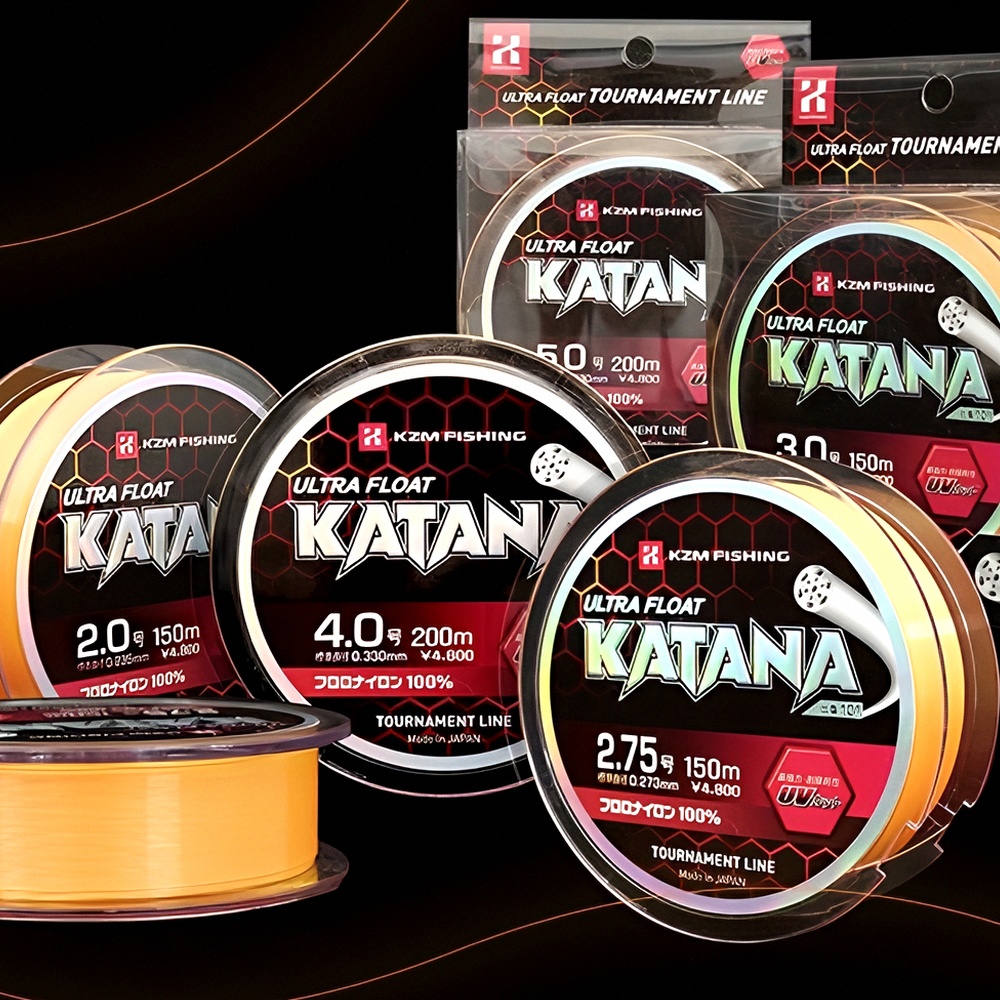 ULTRA FLOAT TOURNAMENT LINE
ULTRA FLOAT TOURNAMEN
KZM FISHING
ULTRA FLOAT
KATAN
5.0号 200m
¥4,800
100%
KZM FISHING
ULTRA FLOAT
KATANA
3.0号 150m
UV
KZM FISHING
ULTRA FLOAT
KATA
2.0号 150m
¥4,800
フロロナイロン 100%
KZM FISHING
ULTRA FLOAT
KATANA
4.0号 200m
0.330mm ¥4,800
フロロナイロン 100%
TOURNAMENT LINE
Made in JAPAN
KZM FISHING
ULTRA FLOAT
KATANA
2.75号 150m
0.273mm ¥4,800
フロロナイロン 100%
UV
TOURNAMENT LINE
Made in JAPAN